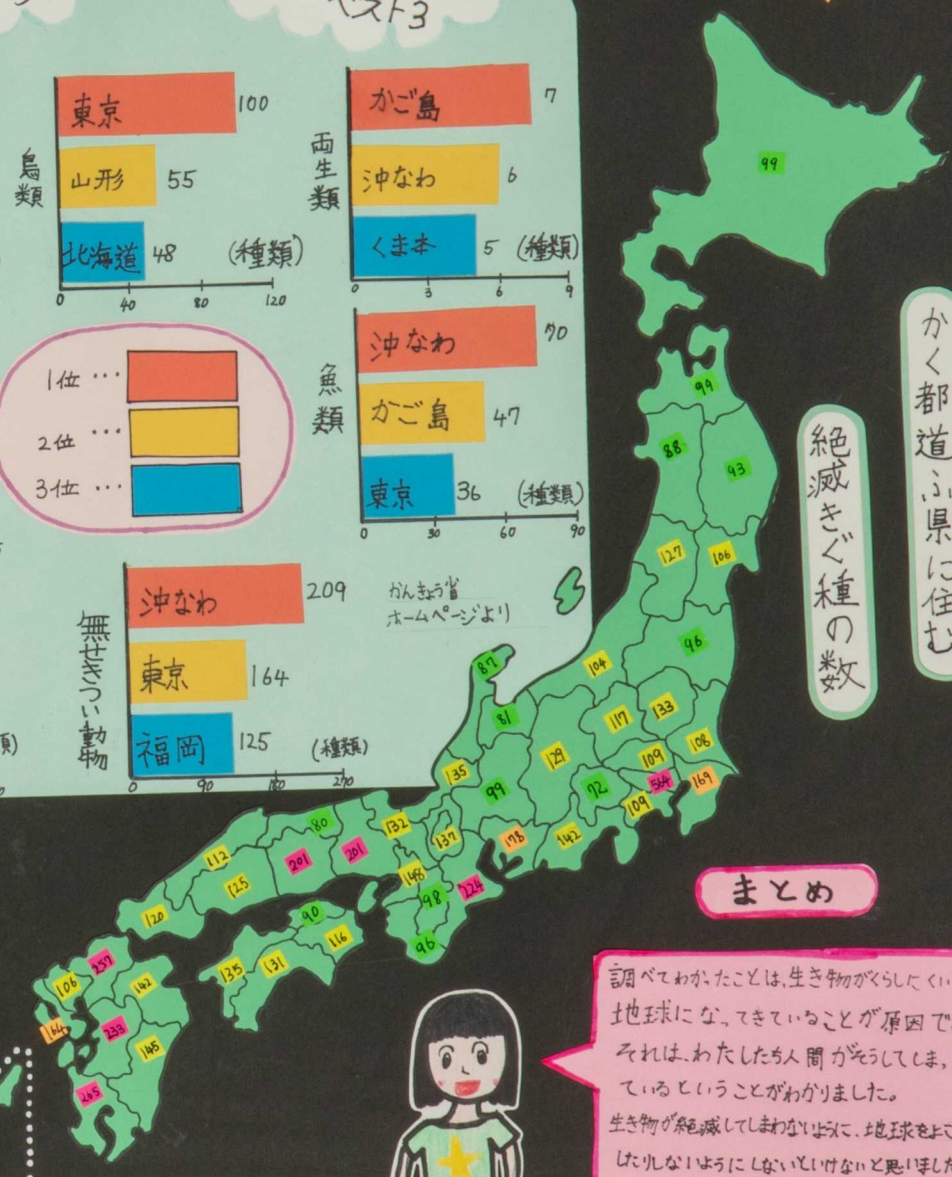 ベスト3
鳥類
東京 100
山形 55
北海道 48
(種類)
0 40 80 120
両生類
かご島 7
沖なわ 6
くま本 5
(種類)
0 3 6 9
1位…
2位…
3位…
魚類
沖なわ 70
かご島 47
東京 36
(種類)
0 30 60 90
無せきつい動物
沖なわ 209
東京 164
福岡 125
(種類)
0 90 180 270
かんきょう省
ホームページより
かく都道ふ県に住む
絶滅きぐ種の数
99
99
88
93
127
106
96
104
87
81
117
133
129
109
108
135
99
72
564
169
109
132
137
178
142
80
201
201
112
125
148
98
224
120
90
116
96
135
131
257
106
142
164
233
145
265
まとめ
調べてわかったことは、生き物がくらしにくい
地球になってきていることが原因で
それは、わたしたち人間がそうしてしまっ
ているということがわかりました。
生き物が絶滅してしまわないように、地球をよご
したりしないようにしないといけないと思いました